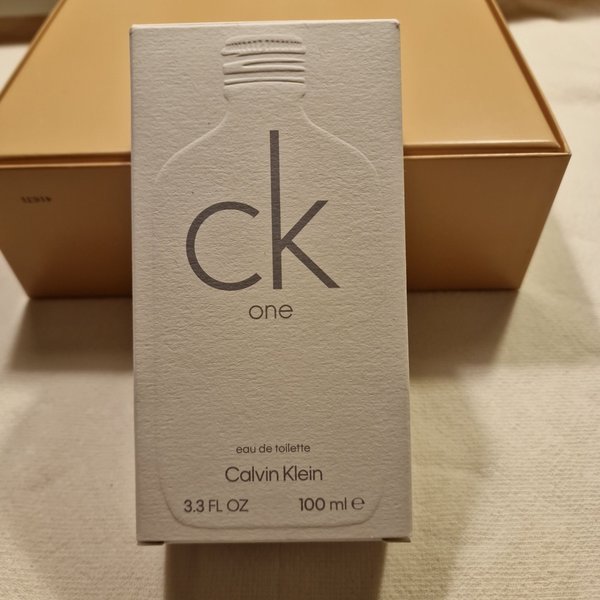 ck
one
eau de toilette
Calvin Klein
3.3 FL OZ 100 ml ℮